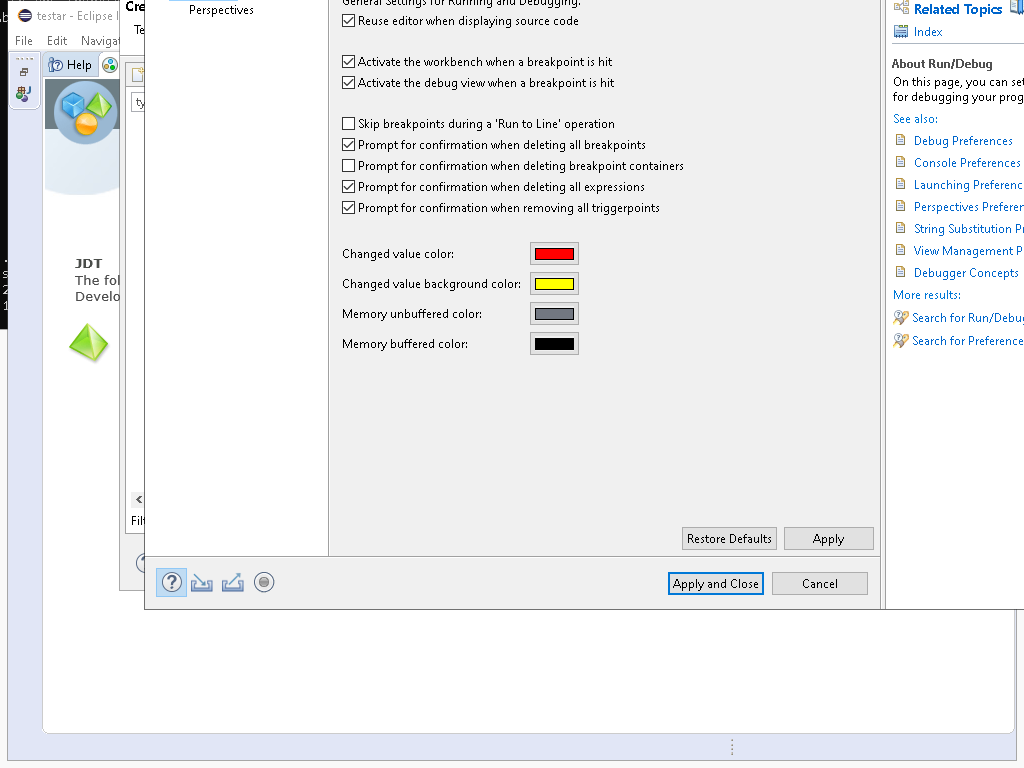 testar - Eclipse I
File Edit Navigat
Help
JDT
The fol
Develo
Cre
Te
ty
Filt
Perspectives
General Settings for Running and Debugging.
Reuse editor when displaying source code
Activate the workbench when a breakpoint is hit
Activate the debug view when a breakpoint is hit
Skip breakpoints during a 'Run to Line' operation
Prompt for confirmation when deleting all breakpoints
Prompt for confirmation when deleting breakpoint containers
Prompt for confirmation when deleting all expressions
Prompt for confirmation when removing all triggerpoints
Changed value color:
Changed value background color:
Memory unbuffered color:
Memory buffered color:
Restore Defaults Apply
Apply and Close Cancel
Related Topics
Index
About Run/Debug
On this page, you can set
for debugging your prog
See also:
Debug Preferences
Console Preferences
Launching Preferenc
Perspectives Preferen
String Substitution Pr
View Management P
Debugger Concepts
More results:
Search for Run/Debug
Search for Preference